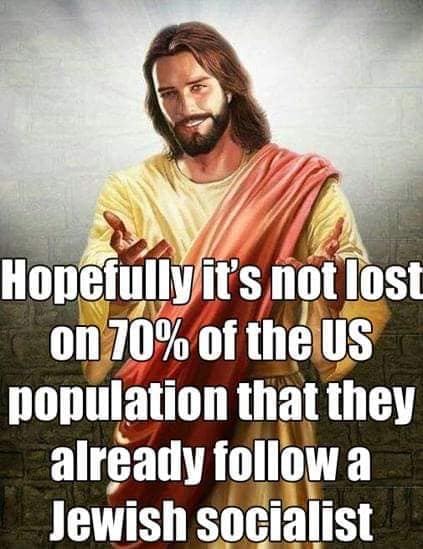 Hopefully it's not lost
on 70% of the US
population that they
already follow a
Jewish socialist